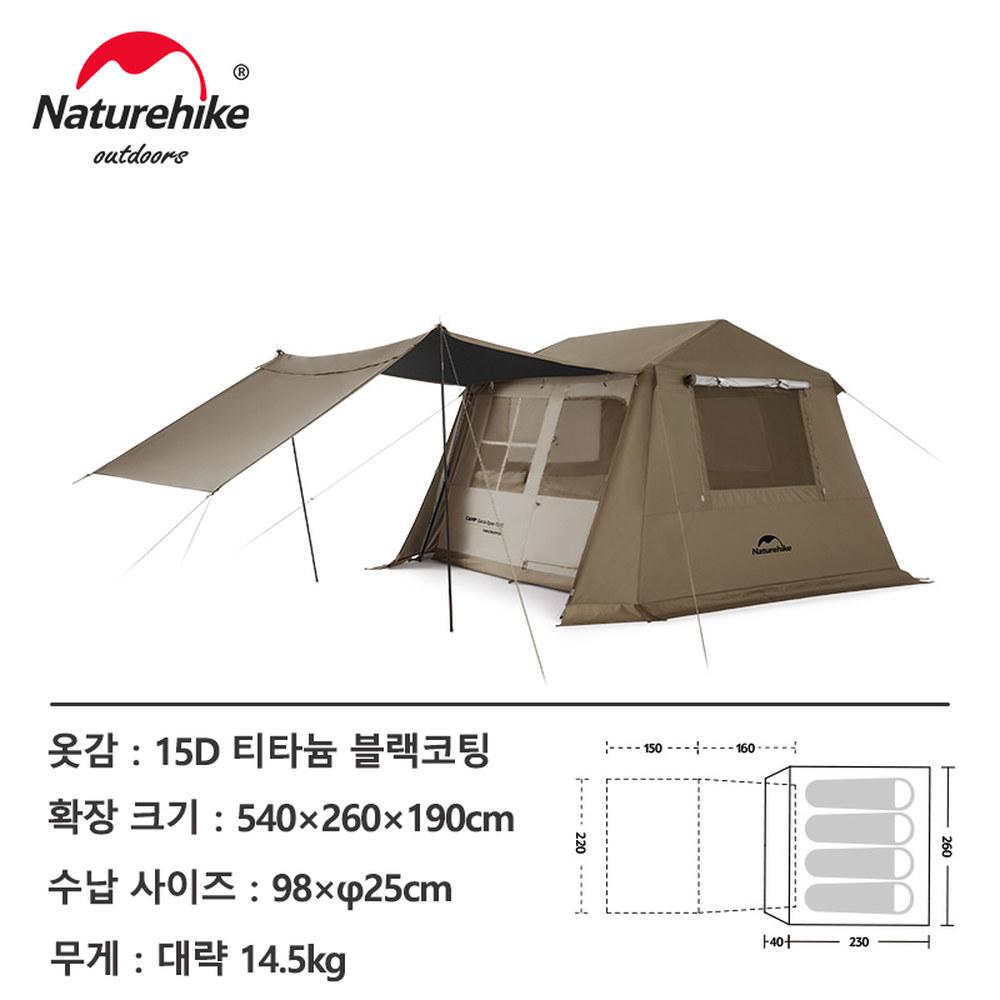 Naturehike
®
outdoors
Naturehike
옷감 : 15D 티타늄 블랙코팅
확장 크기 : 540×260×190cm
수납 사이즈 : 98×φ25cm
무게 : 대략 14.5kg
150
160
220
260
40
230